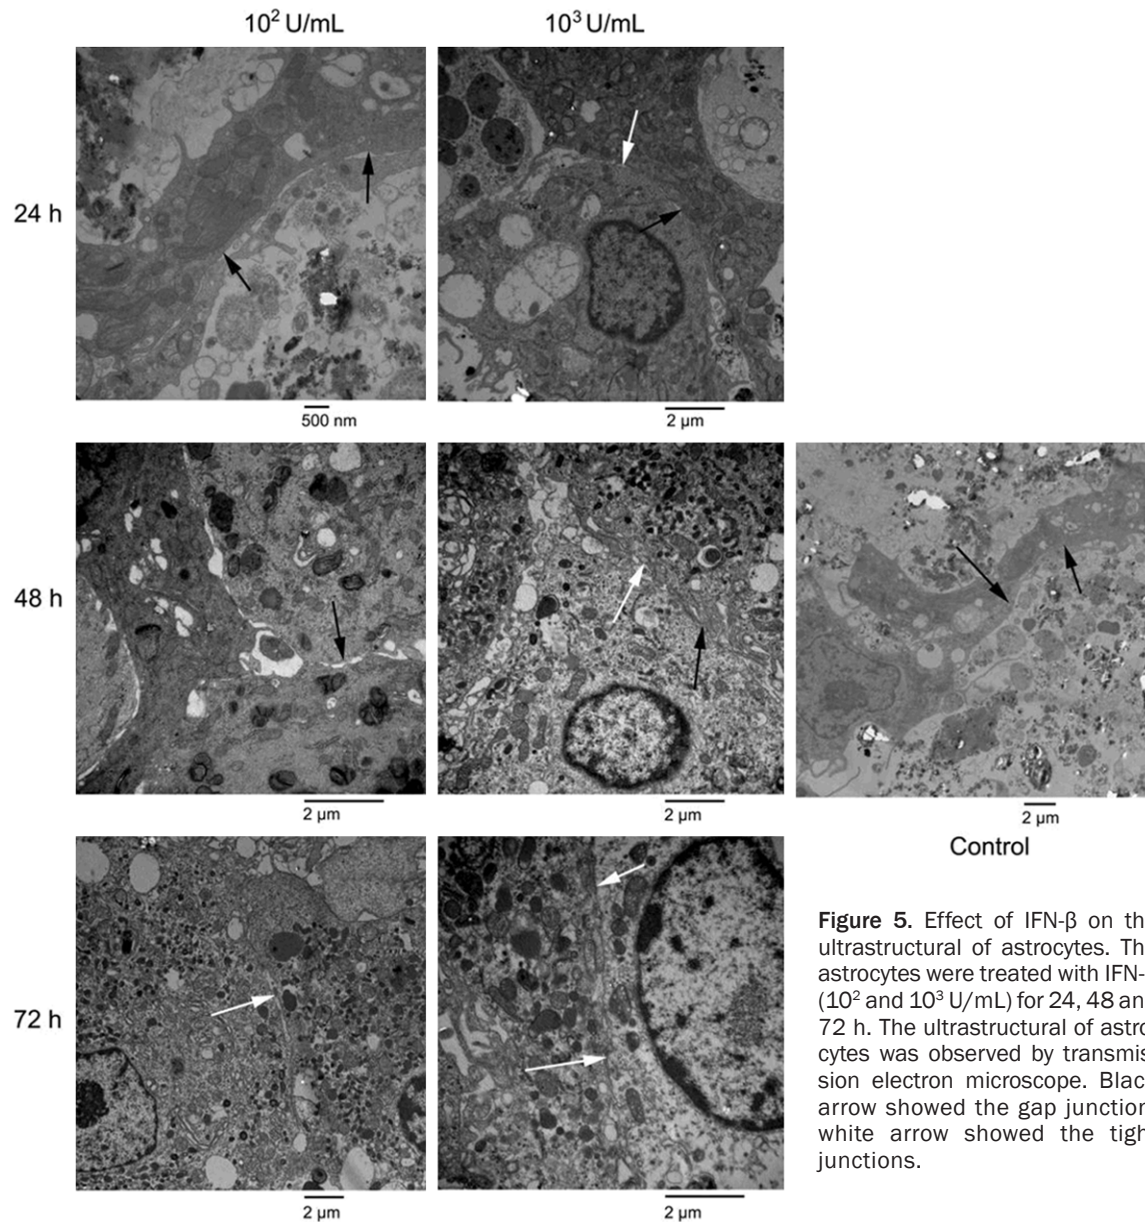 10² U/mL 10³ U/mL
24 h
500 nm 2 µm
48 h
2 µm 2 µm 2 µm
Control
72 h
2 µm 2 µm
Figure 5. Effect of IFN-β on th
ultrastructural of astrocytes. Th
astrocytes were treated with IFN-
(10² and 10³ U/mL) for 24, 48 an
72 h. The ultrastructural of astro
cytes was observed by transmis
sion electron microscope. Blac
arrow showed the gap junction
white arrow showed the tigh
junctions.